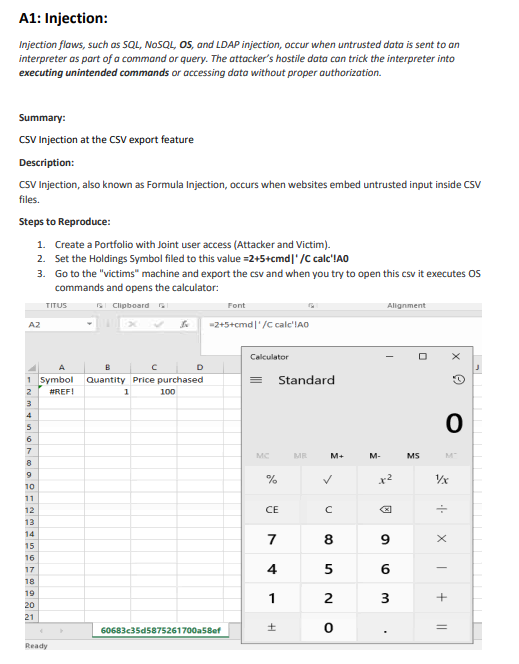 A1: Injection:
Injection flaws, such as SQL, NoSQL, OS, and LDAP injection, occur when untrusted data is sent to an
interpreter as part of a command or query. The attacker's hostile data can trick the interpreter into
executing unintended commands or accessing data without proper authorization.
Summary:
CSV Injection at the CSV export feature
Description:
CSV Injection, also known as Formula Injection, occurs when websites embed untrusted input inside CSV
files.
Steps to Reproduce:
1. Create a Portfolio with Joint user access (Attacker and Victim).
2. Set the Holdings Symbol filed to this value =2+5+cmd|' /C calc'!A0
3. Go to the "victims" machine and export the csv and when you try to open this csv it executes OS
commands and opens the calculator:
TITUS Clipboard Font Alignment
A2 fx =2+5+cmd|' /C calc'!A0
A B C D J
1 Symbol Quantity Price purchased
2 #REF! 1 100
3
4
5
6
7
8
9
10
11
12
13
14
15
16
17
18
19
20
21
60683c35d5875261700a58ef
Ready
Calculator
Standard
0
MC MR M+ M- MS M˅
% √ x² ¹/x
CE C ⌫ ÷
7 8 9 ×
4 5 6 −
1 2 3 +
± 0 . =